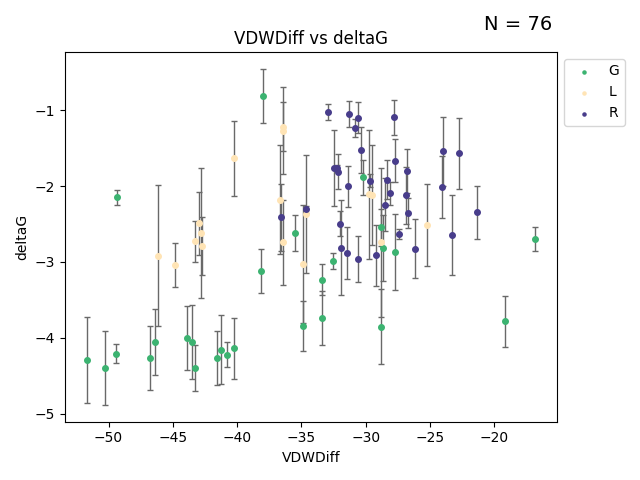 N = 76
VDWDiff vs deltaG
G
L
R
deltaG
−1
−2
−3
−4
−5
−50 −45 −40 −35 −30 −25 −20
VDWDiff